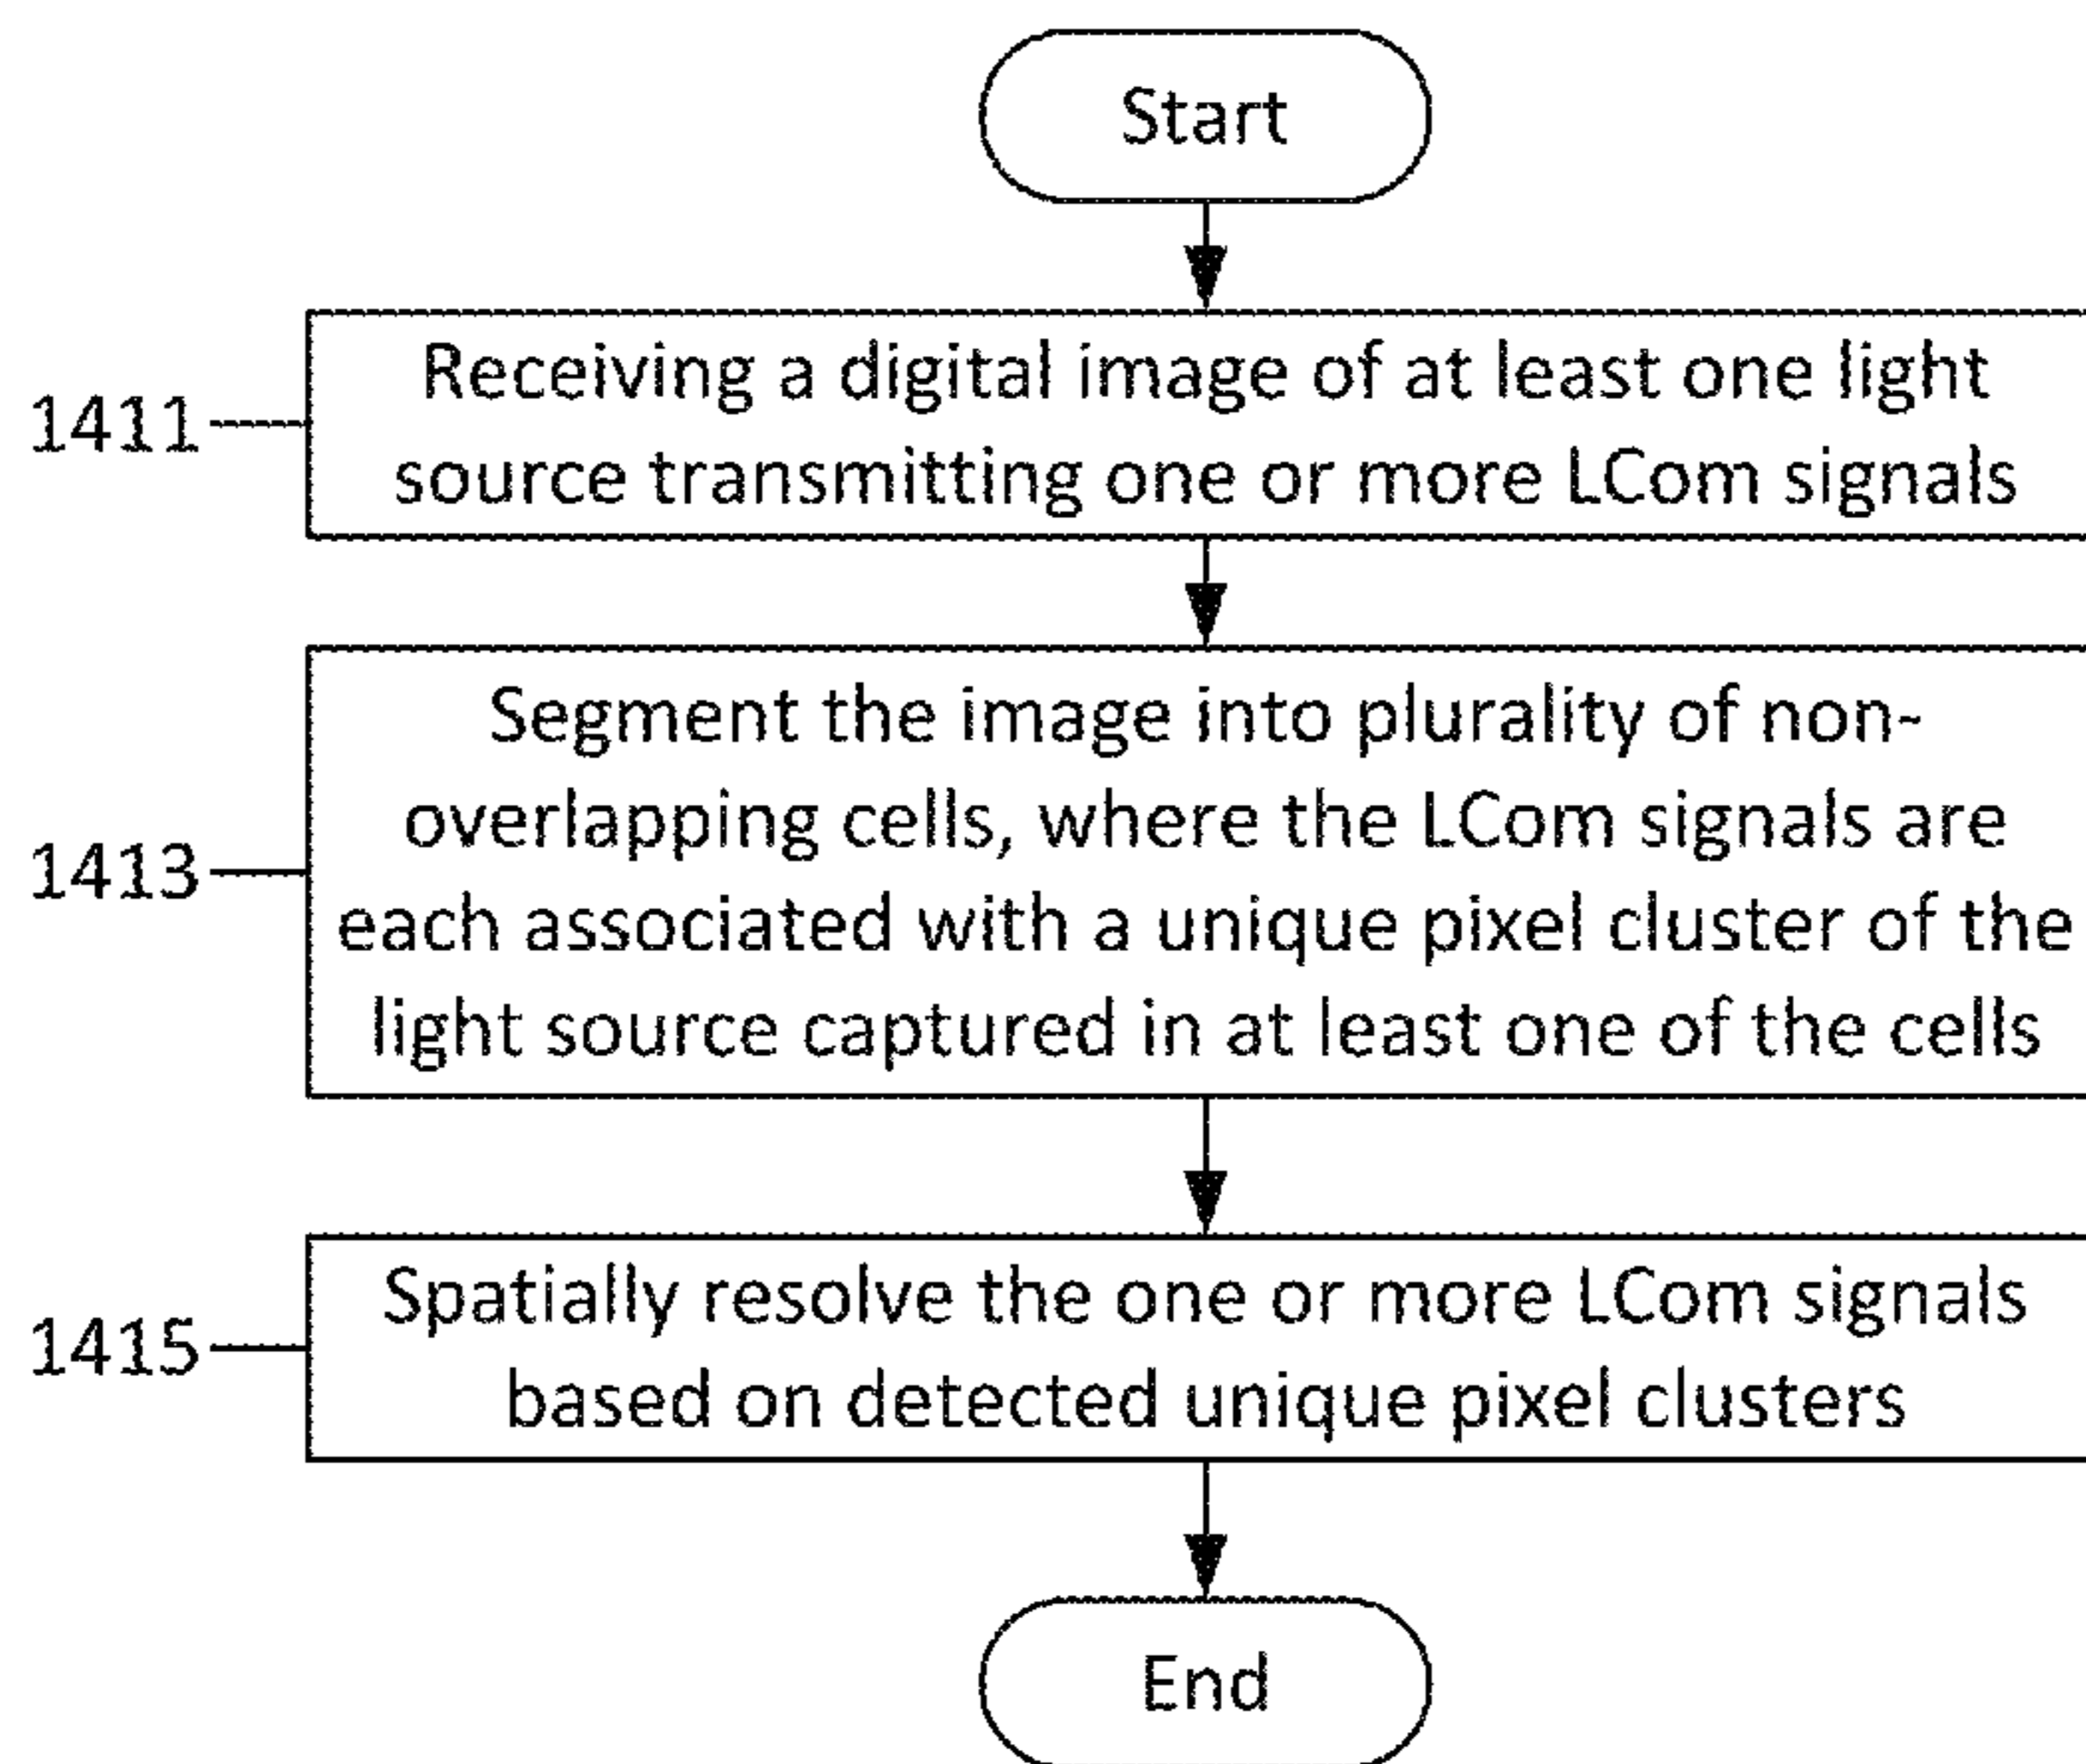 Start
1411
Receiving a digital image of at least one light
source transmitting one or more LCom signals
1413
Segment the image into plurality of non-
overlapping cells, where the LCom signals are
each associated with a unique pixel cluster of the
light source captured in at least one of the cells
1415
Spatially resolve the one or more LCom signals
based on detected unique pixel clusters
End